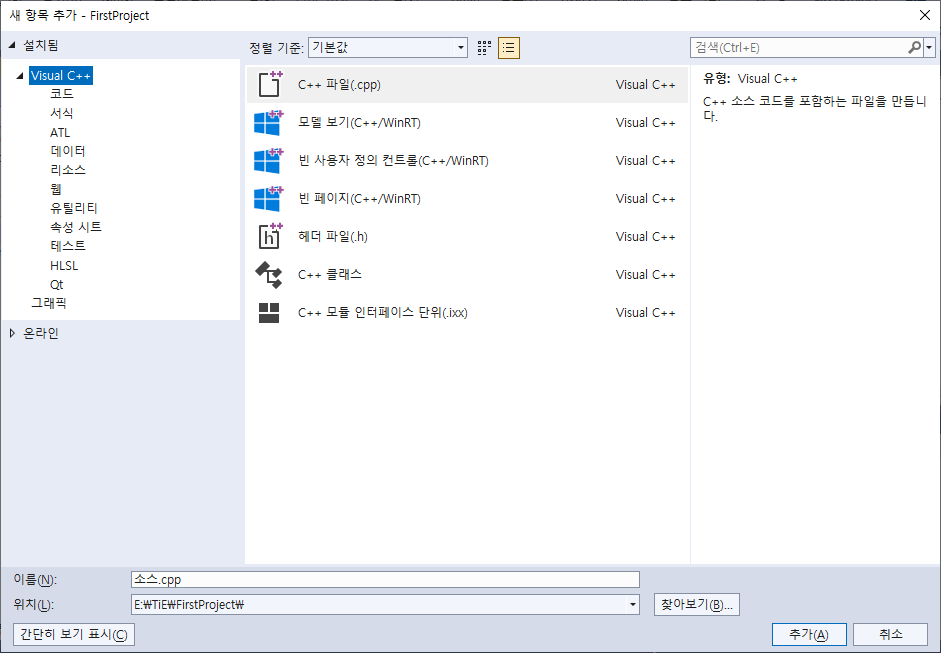 새 항목 추가 - FirstProject
설치됨
정렬 기준: 기본값
검색(Ctrl+E)
Visual C++
코드
서식
ATL
데이터
리소스
웹
유틸리티
속성 시트
테스트
HLSL
Qt
그래픽
온라인
C++ 파일(.cpp) Visual C++
모델 보기(C++/WinRT) Visual C++
빈 사용자 정의 컨트롤(C++/WinRT) Visual C++
빈 페이지(C++/WinRT) Visual C++
헤더 파일(.h) Visual C++
C++ 클래스 Visual C++
C++ 모듈 인터페이스 단위(.ixx) Visual C++
유형: Visual C++
C++ 소스 코드를 포함하는 파일을 만듭니
다.
이름(N): 소스.cpp
위치(L): E:₩TiE₩FirstProject₩ 찾아보기(B)...
간단히 보기 표시(C) 추가(A) 취소